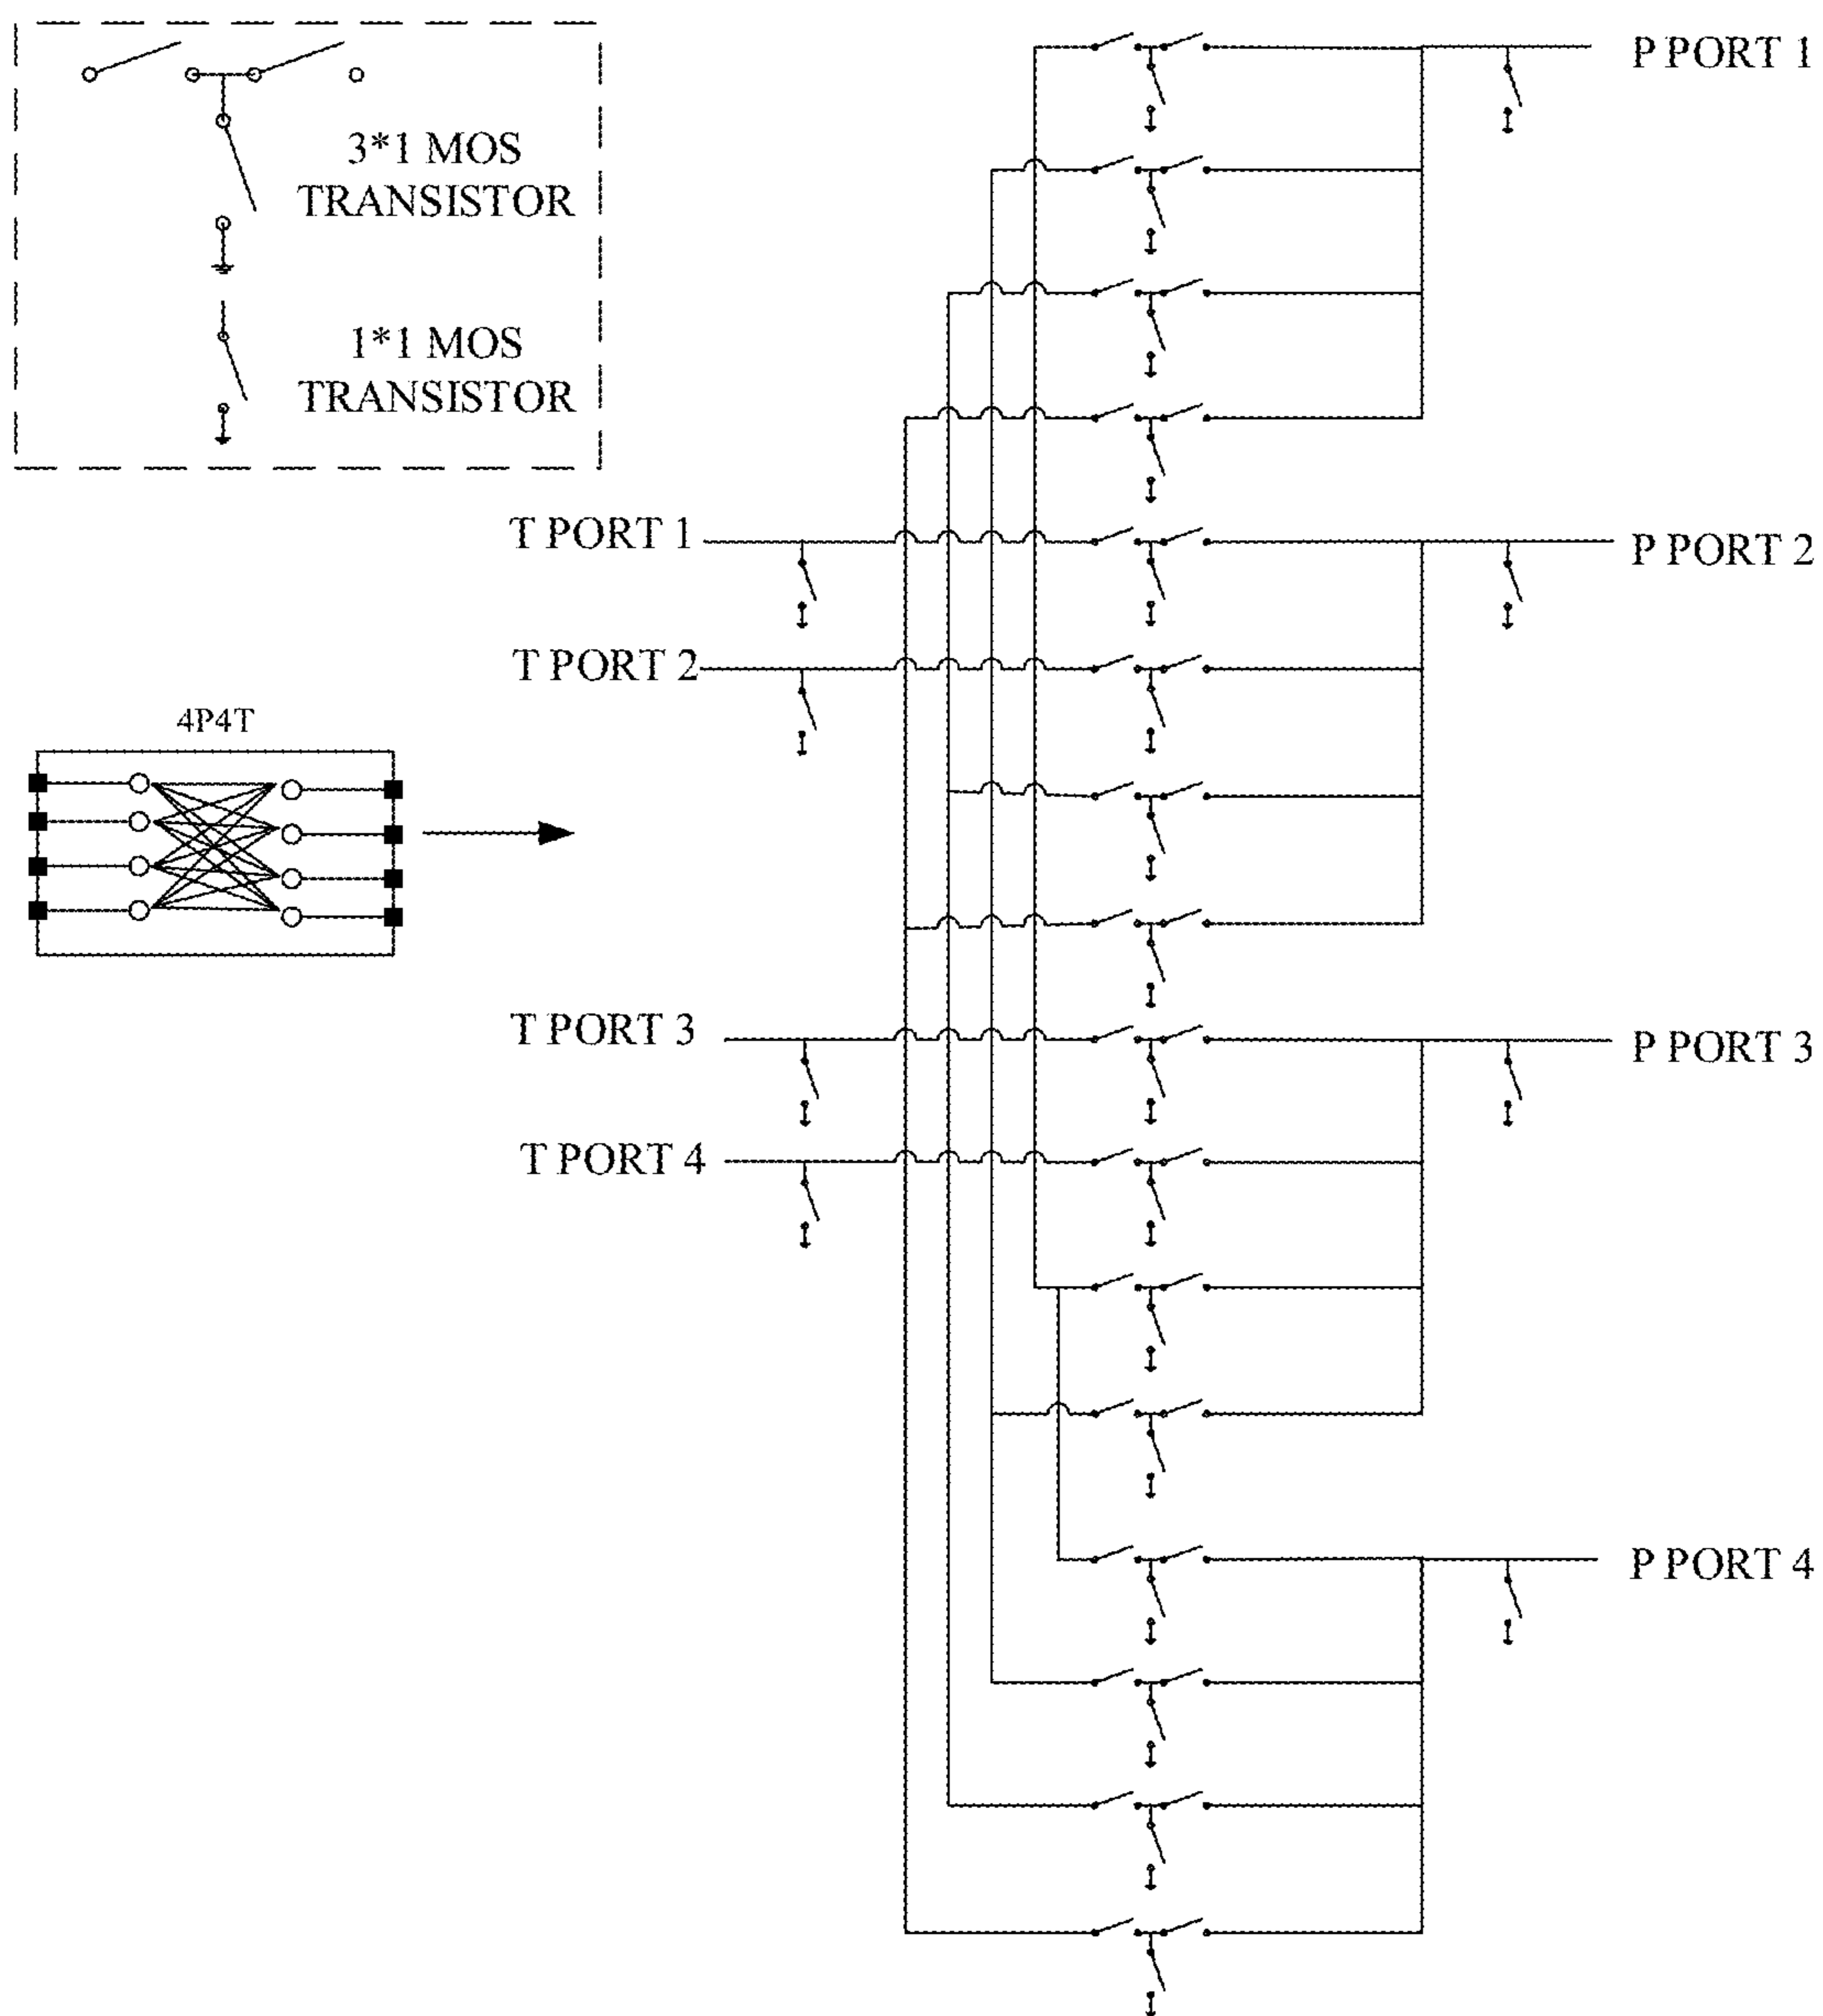 3*1 MOS
TRANSISTOR
1*1 MOS
TRANSISTOR
P PORT 1
T PORT 1
P PORT 2
T PORT 2
4P4T
T PORT 3
P PORT 3
T PORT 4
P PORT 4